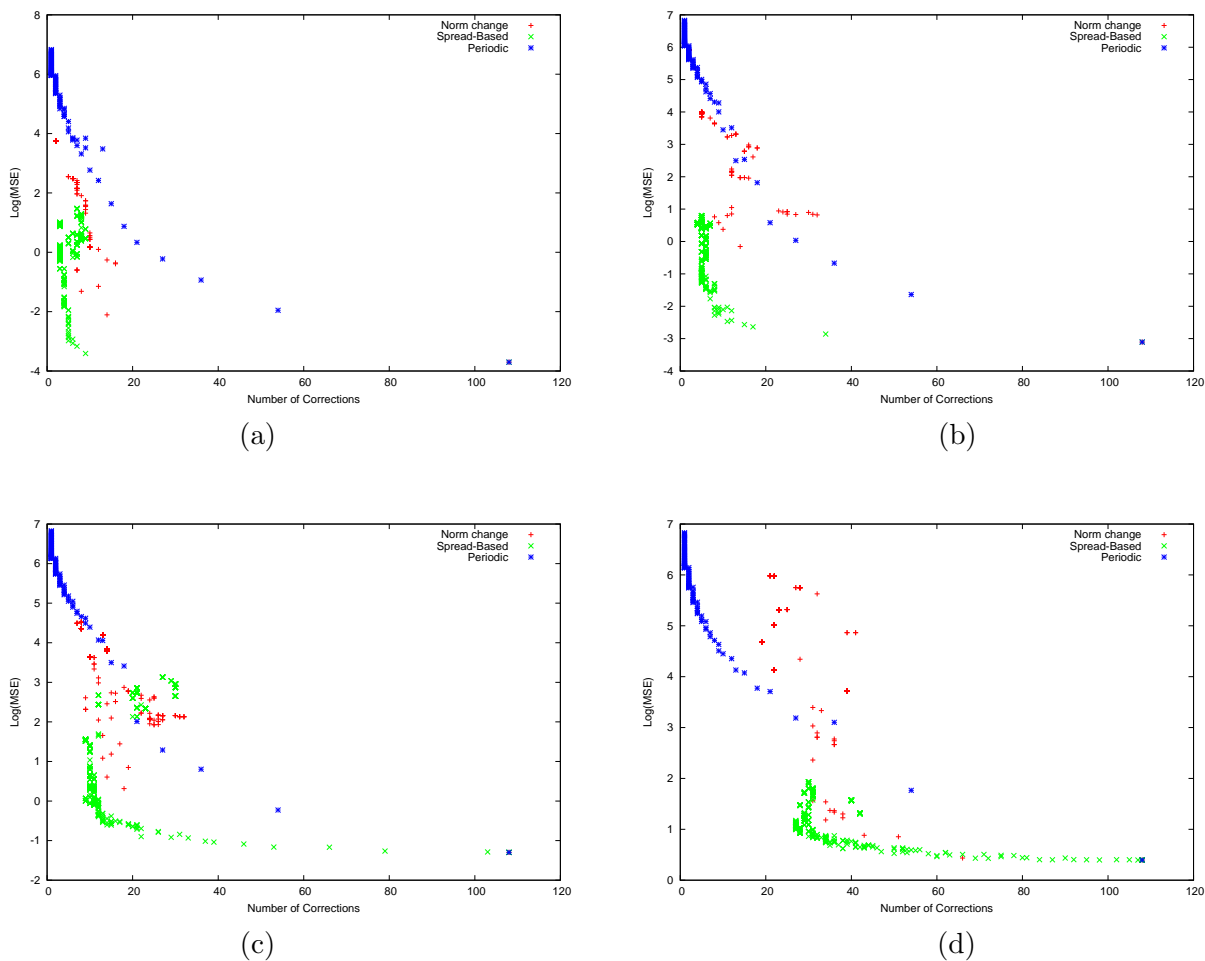 8
6
4
2
0
-2
-4
0 20 40 60 80 100 120
Log(MSE)
Number of Corrections
Norm change
Spread-Based
Periodic
(a)
7
6
5
4
3
2
1
0
-1
-2
-3
-4
0 20 40 60 80 100 120
Log(MSE)
Number of Corrections
Norm change
Spread-Based
Periodic
(b)
7
6
5
4
3
2
1
0
-1
-2
0 20 40 60 80 100 120
Log(MSE)
Number of Corrections
Norm change
Spread-Based
Periodic
(c)
7
6
5
4
3
2
1
0
0 20 40 60 80 100 120
Log(MSE)
Number of Corrections
Norm change
Spread-Based
Periodic
(d)